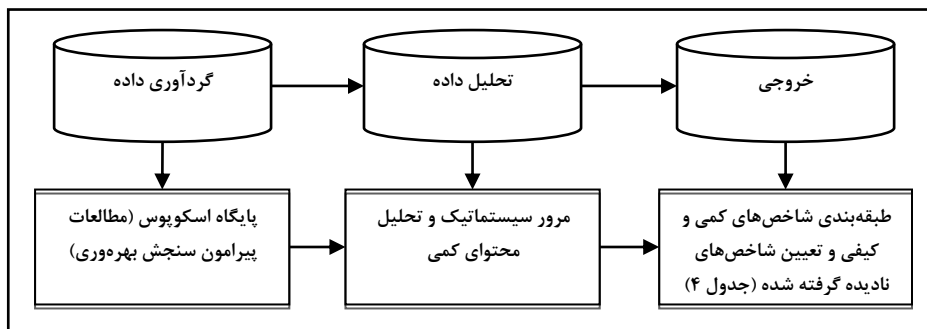 گردآوری داده
تحلیل داده
خروجی
پایگاه اسکوپوس (مطالعات
پیرامون سنجش بهره‌وری)
مرور سیستماتیک و تحلیل
محتوای کمی
طبقه‌بندی شاخص‌های کمی و
کیفی و تعیین شاخص‌های
نادیده گرفته شده (جدول ۴)